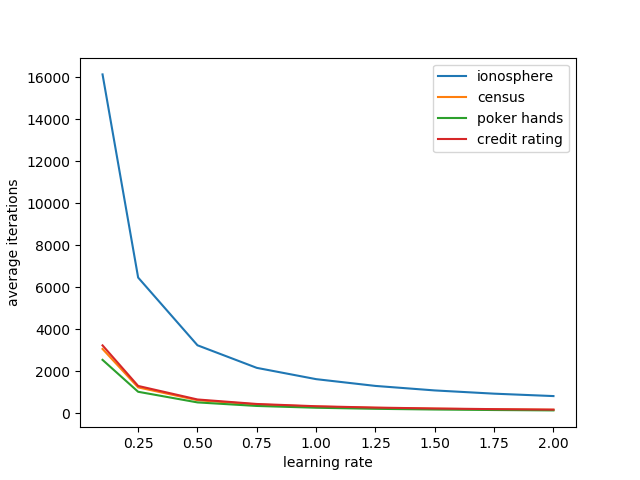 16000
14000
12000
10000
8000
6000
4000
2000
0
average iterations
0.25 0.50 0.75 1.00 1.25 1.50 1.75 2.00
learning rate
ionosphere
census
poker hands
credit rating